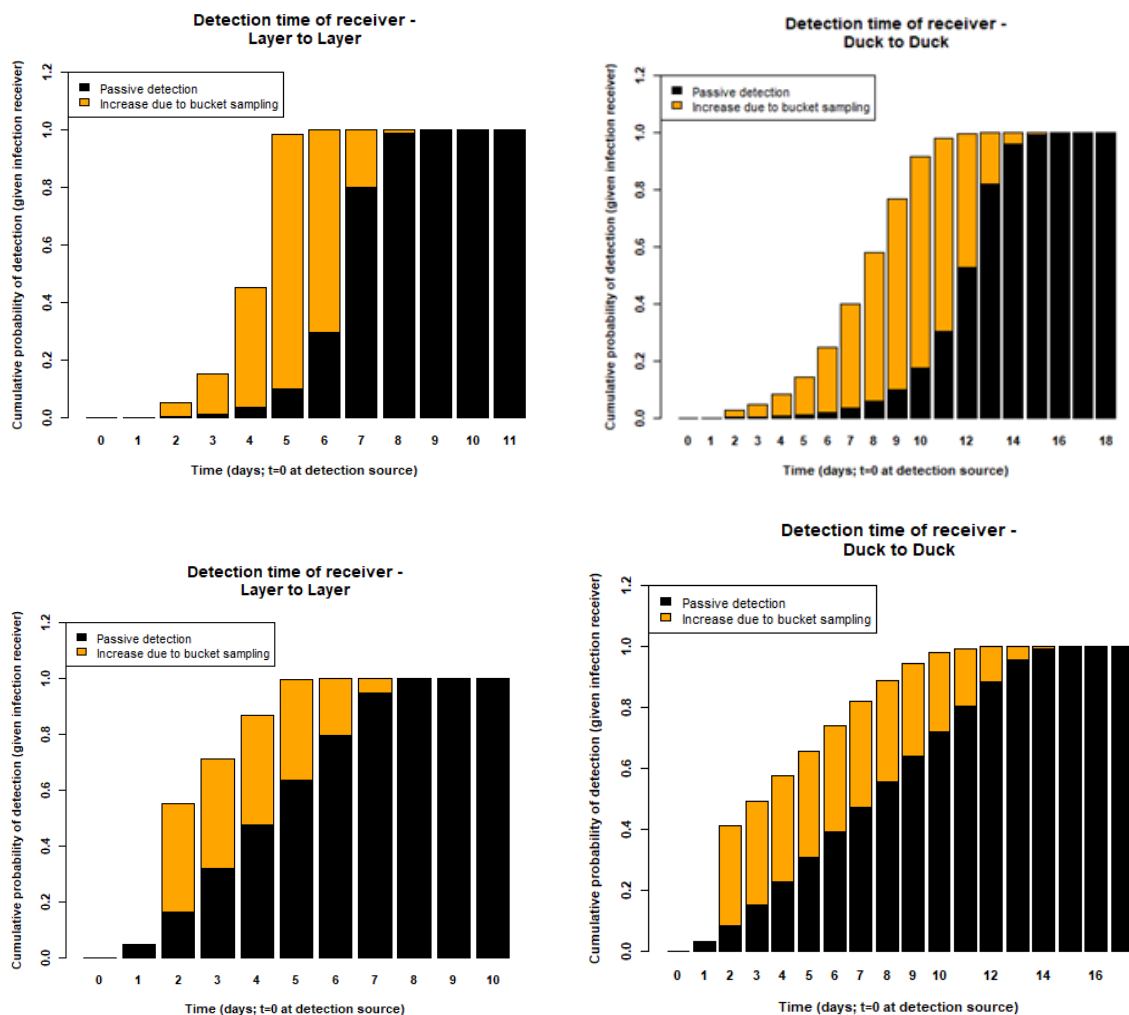 Detection time of receiver -
Layer to Layer
Cumulative probability of detection (given infection receiver)
1.2
1.0
0.8
0.6
0.4
0.2
0.0
Passive detection
Increase due to bucket sampling
0 1 2 3 4 5 6 7 8 9 10 11
Time (days; t=0 at detection source)
Detection time of receiver -
Duck to Duck
Cumulative probability of detection (given infection receiver)
1.2
1.0
0.8
0.6
0.4
0.2
0.0
Passive detection
Increase due to bucket sampling
0 1 2 3 4 5 6 7 8 9 10 12 14 16 18
Time (days; t=0 at detection source)
Detection time of receiver -
Layer to Layer
Cumulative probability of detection (given infection receiver)
1.2
1.0
0.8
0.6
0.4
0.2
0.0
Passive detection
Increase due to bucket sampling
0 1 2 3 4 5 6 7 8 9 10
Time (days; t=0 at detection source)
Detection time of receiver -
Duck to Duck
Cumulative probability of detection (given infection receiver)
1.2
1.0
0.8
0.6
0.4
0.2
0.0
Passive detection
Increase due to bucket sampling
0 1 2 3 4 5 6 7 8 9 10 12 14 16
Time (days; t=0 at detection source)